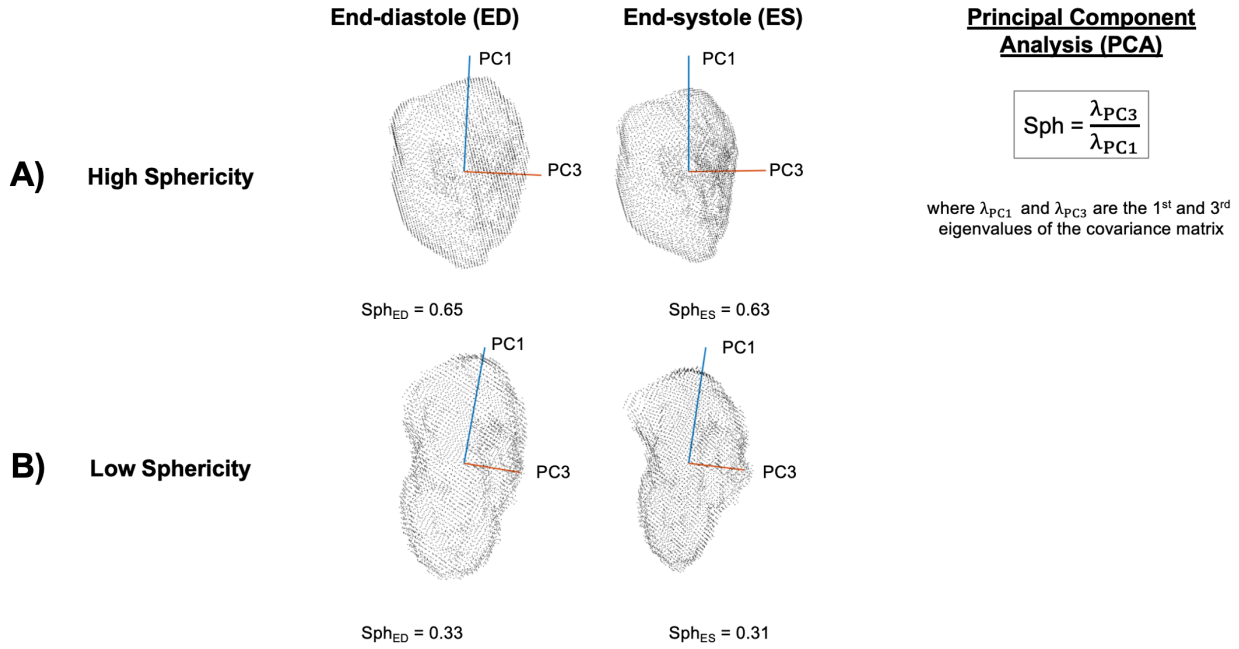 End-diastole (ED)
End-systole (ES)
Principal Component
Analysis (PCA)
PC1
PC1
Sph = λPC3 / λPC1
A)
High Sphericity
PC3
PC3
where λPC1 and λPC3 are the 1st and 3rd
eigenvalues of the covariance matrix
SphED = 0.65
SphES = 0.63
PC1
PC1
B)
Low Sphericity
PC3
PC3
SphED = 0.33
SphES = 0.31